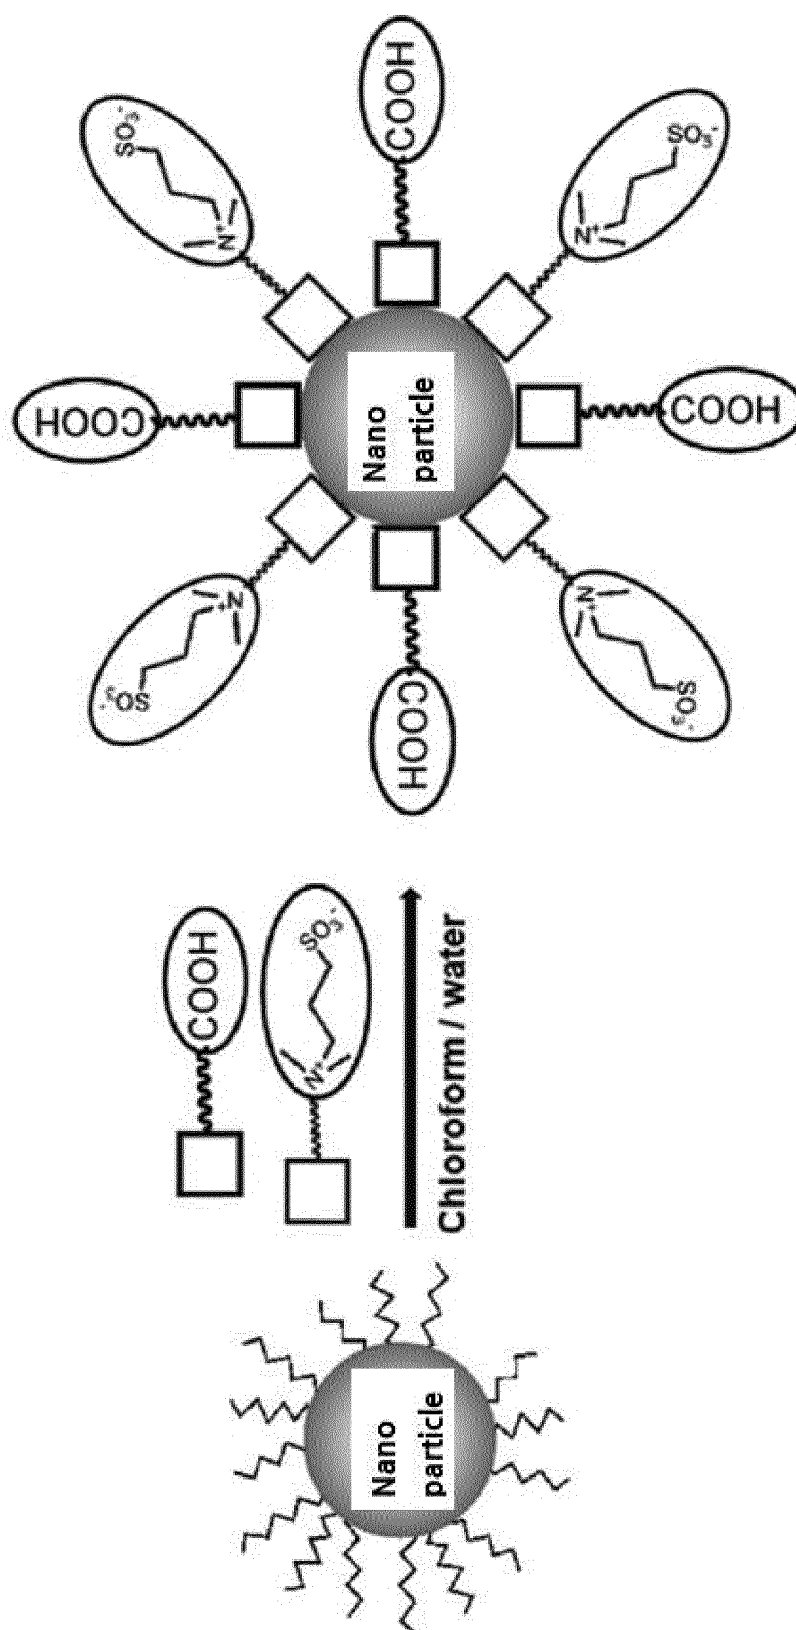 Nano
particle
COOH
N⁺
SO₃⁻
Chloroform / water
COOH
SO₃⁻
N⁺
SO₃⁻
N⁺
COOH
Nano
particle
COOH
N⁺
SO₃⁻
N⁺
SO₃⁻
COOH